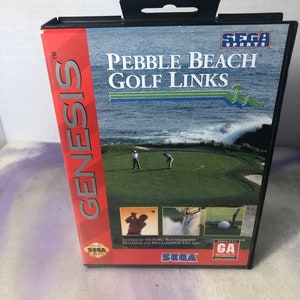 SEGA
SPORTS
PEBBLE BEACH
GOLF LINKS
GENESIS
SEGA
GA
SEGA